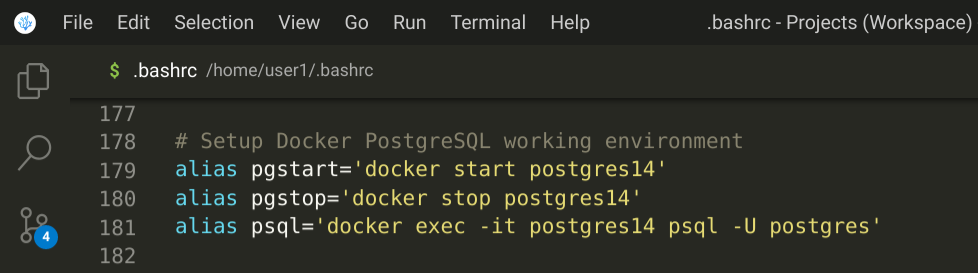 File Edit Selection View Go Run Terminal Help .bashrc - Projects (Workspace)
$ .bashrc /home/user1/.bashrc
177
178 # Setup Docker PostgreSQL working environment
179 alias pgstart='docker start postgres14'
180 alias pgstop='docker stop postgres14'
181 alias psql='docker exec -it postgres14 psql -U postgres'
4
182